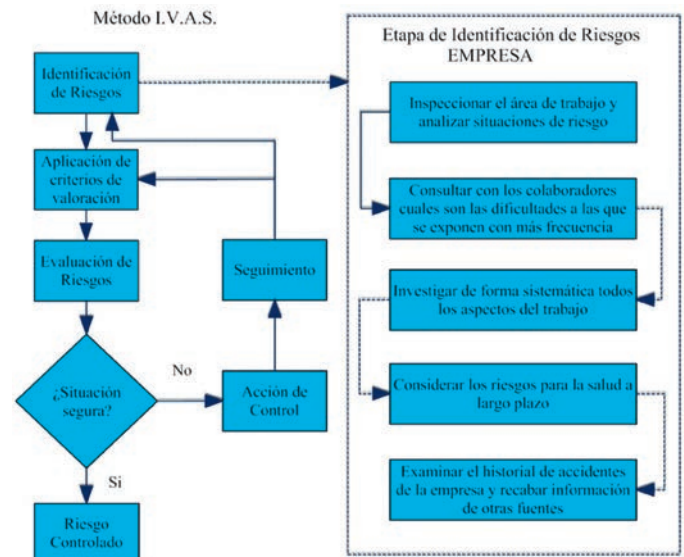 Método I.V.A.S.
Identificación
de Riesgos
Aplicación de
criterios de
valoración
Evaluación de
Riesgos
Seguimiento
¿Situación
segura?
No
Acción de
Control
Si
Riesgo
Controlado
Etapa de Identificación de Riesgos
EMPRESA
Inspeccionar el área de trabajo y
analizar situaciones de riesgo
Consultar con los colaboradores
cuales son las dificultades a las que
se exponen con más frecuencia
Investigar de forma sistemática todos
los aspectos del trabajo
Considerar los riesgos para la salud a
largo plazo
Examinar el historial de accidentes
de la empresa y recabar información
de otras fuentes